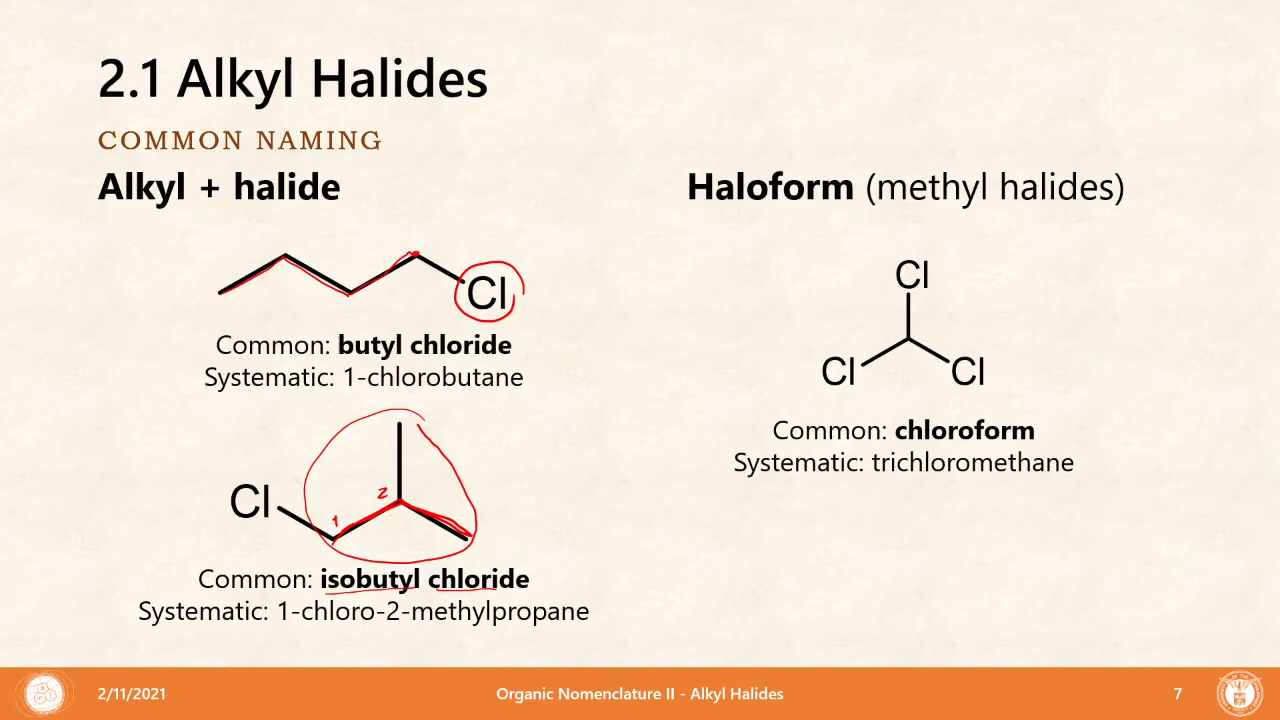 2.1 Alkyl Halides
COMMON NAMING
Alkyl + halide
Cl
Common: butyl chloride
Systematic: 1-chlorobutane
2
Cl
1
Common: isobutyl chloride
Systematic: 1-chloro-2-methylpropane
Haloform (methyl halides)
Cl
Cl Cl
Common: chloroform
Systematic: trichloromethane
2/11/2021
Organic Nomenclature II - Alkyl Halides
7